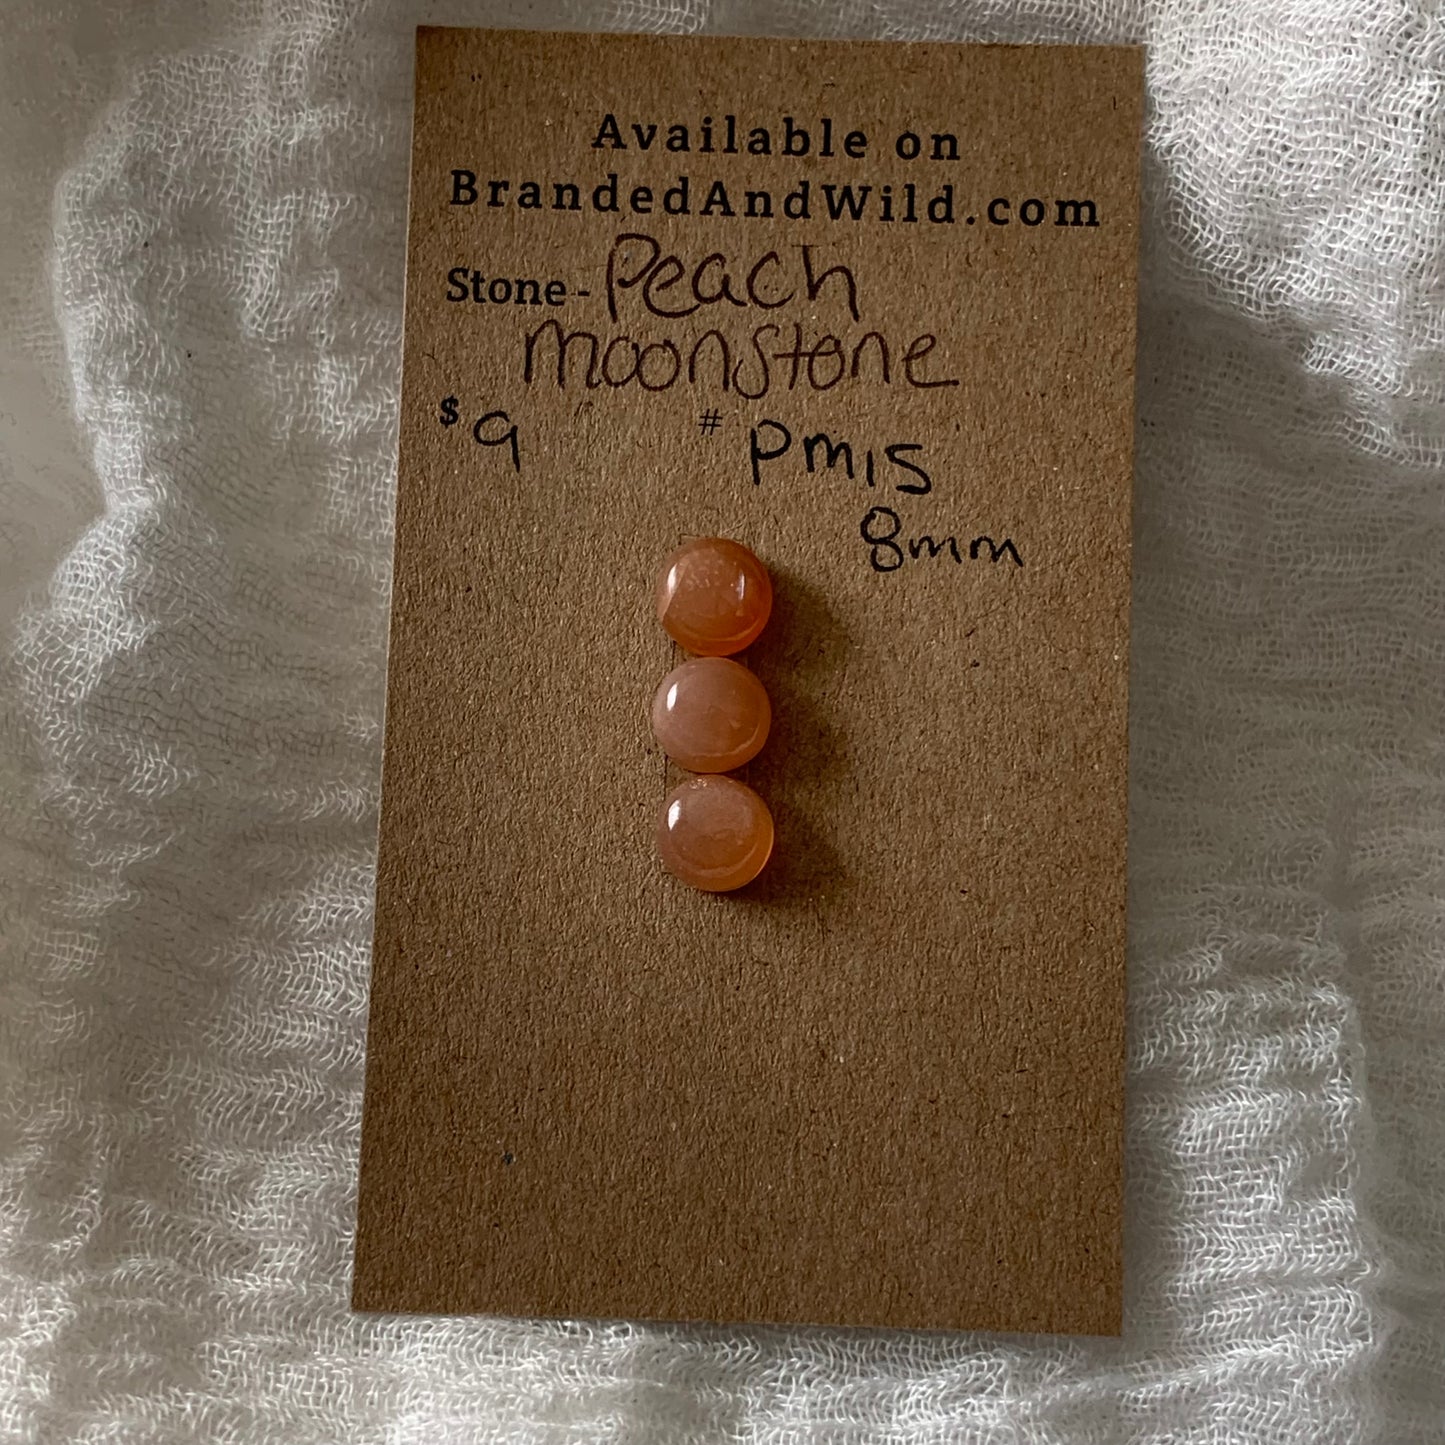 Available on
BrandedAndWild.com
Stone - Peach
moonstone
$ 9 # PM15
8mm